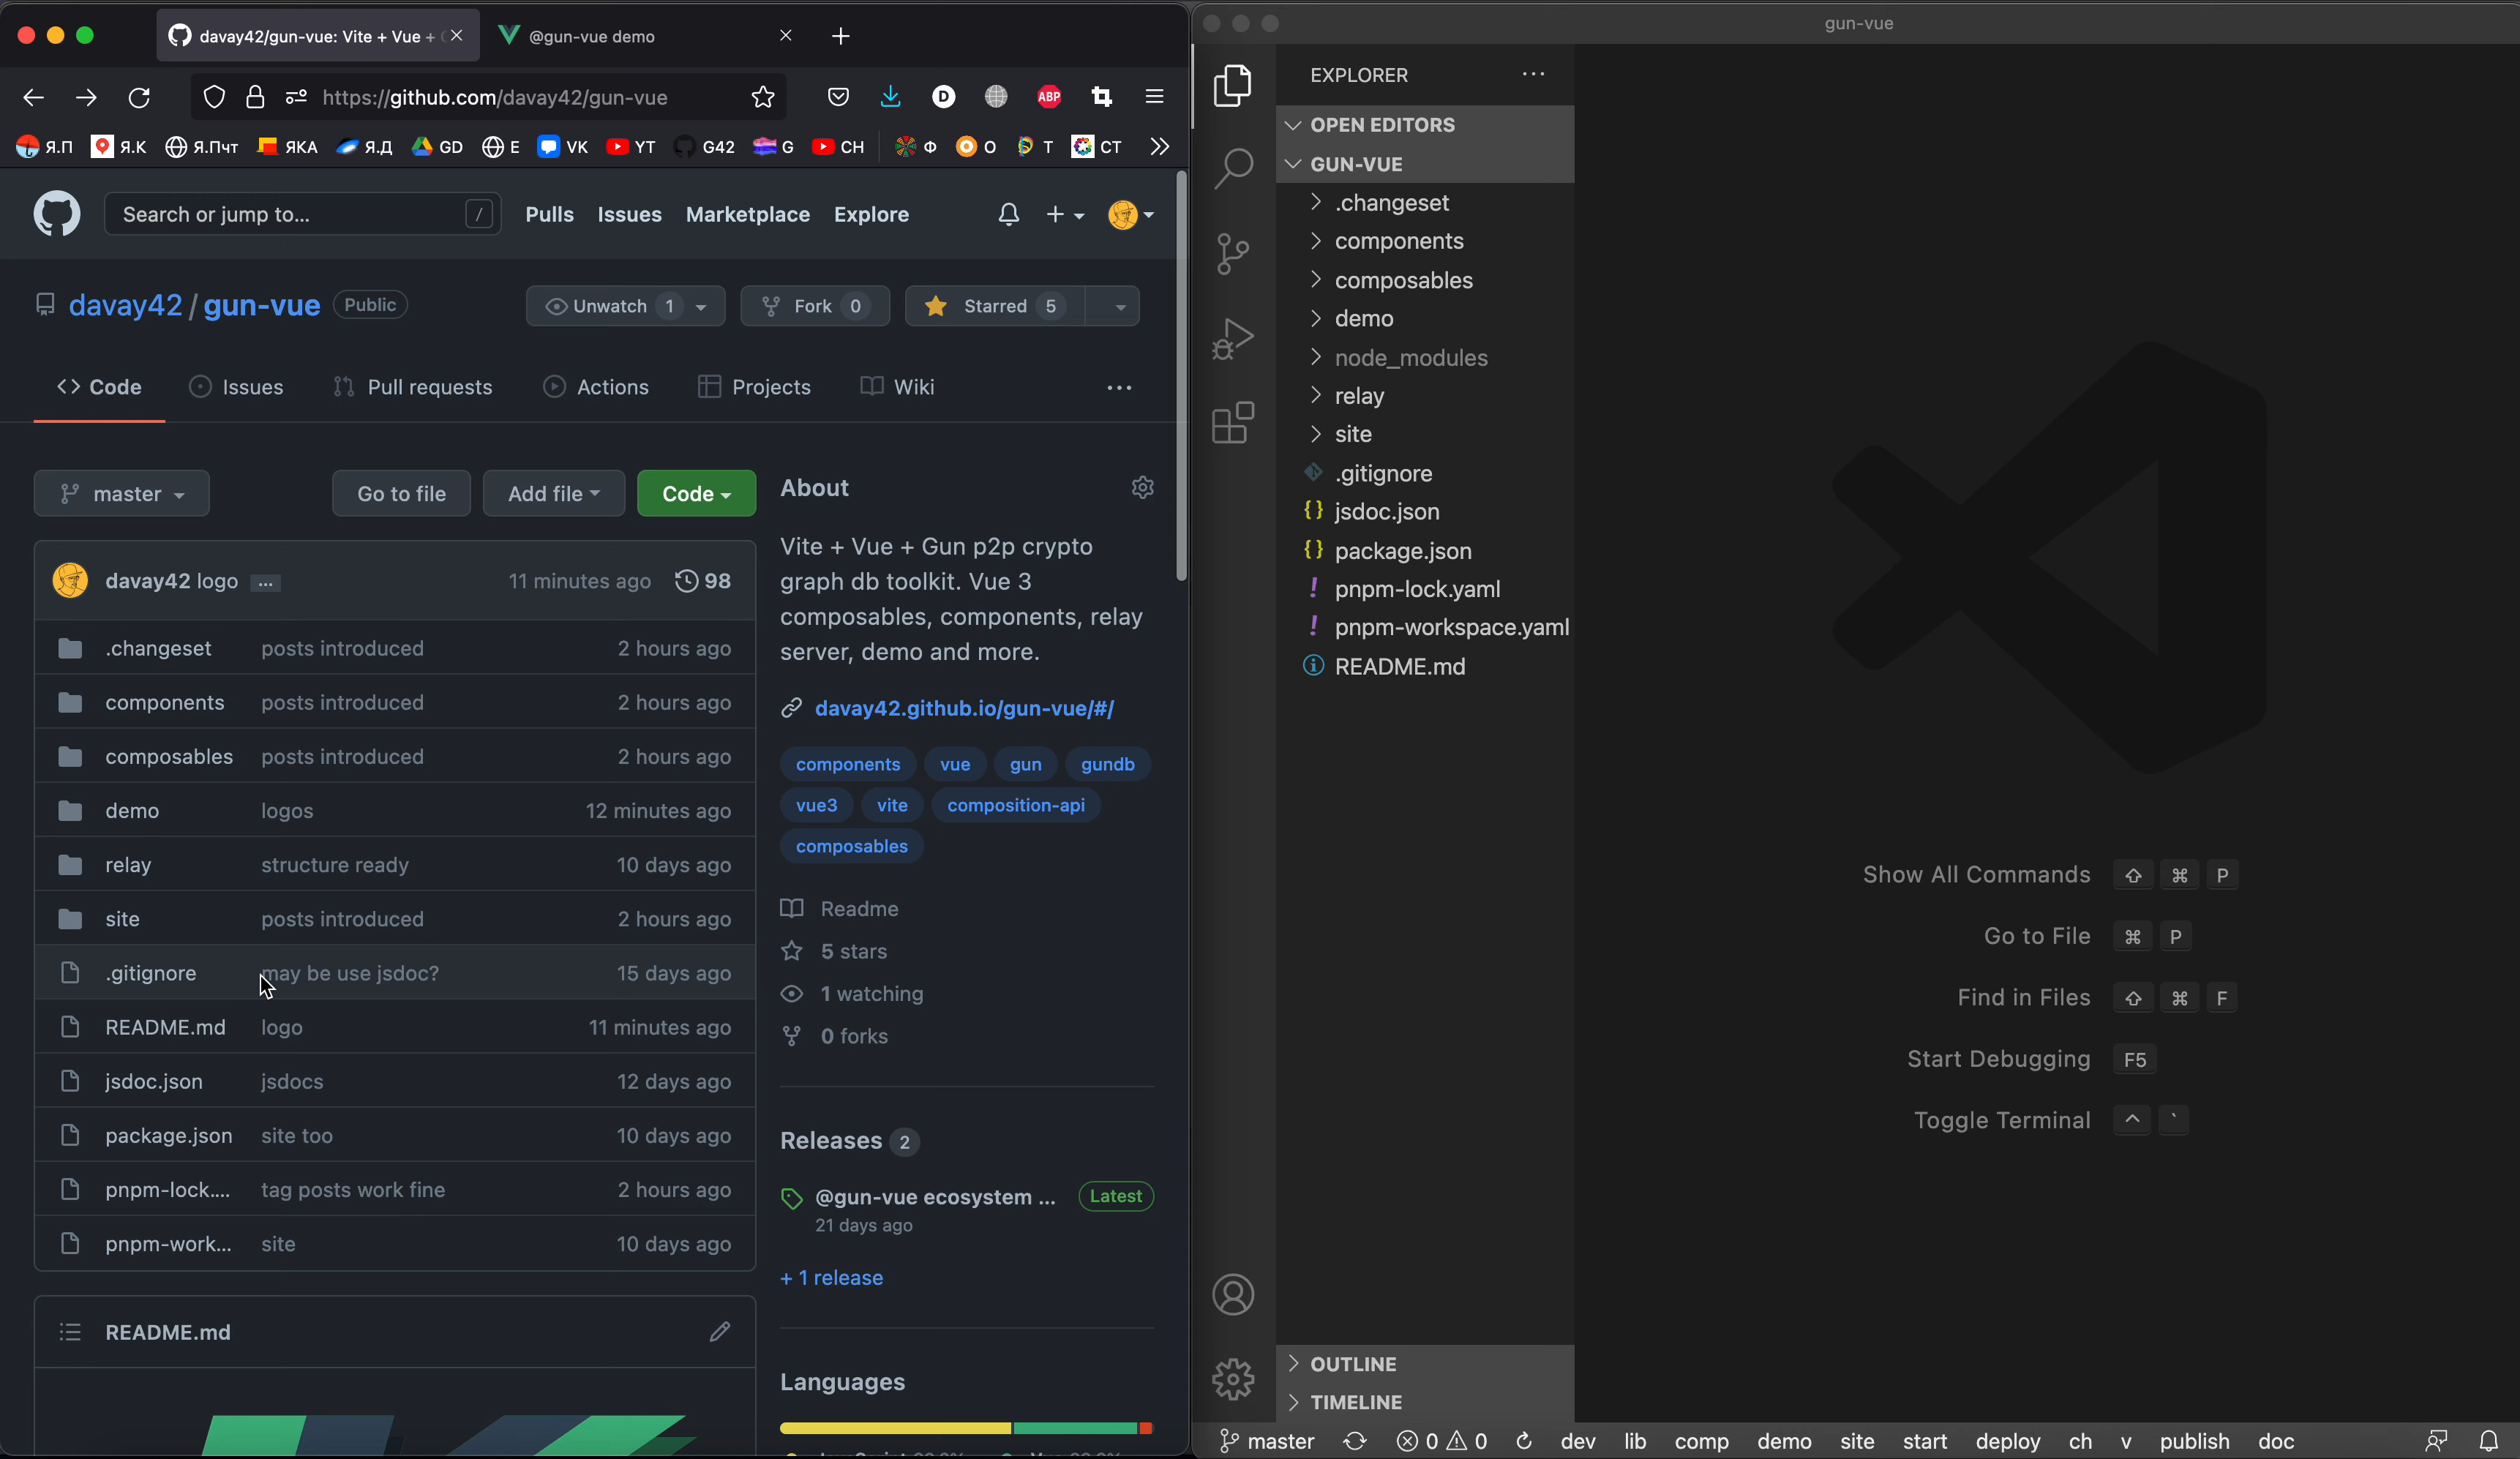 davay42/gun-vue: Vite + Vue +
@gun-vue demo
https://github.com/davay42/gun-vue
D
ABP
Я.П
Я.К
Я.Пчт
ЯКА
Я.Д
GD
E
VK
YT
G42
G
CH
Ф
О
T
CT
Search or jump to...
/
Pulls
Issues
Marketplace
Explore
davay42 / gun-vue
Public
Unwatch 1
Fork 0
Starred 5
Code
Issues
Pull requests
Actions
Projects
Wiki
master
Go to file
Add file
Code
davay42 logo ...
11 minutes ago
98
.changeset posts introduced 2 hours ago
components posts introduced 2 hours ago
composables posts introduced 2 hours ago
demo logos 12 minutes ago
relay structure ready 10 days ago
site posts introduced 2 hours ago
.gitignore may be use jsdoc? 15 days ago
README.md logo 11 minutes ago
jsdoc.json jsdocs 12 days ago
package.json site too 10 days ago
pnpm-lock.... tag posts work fine 2 hours ago
pnpm-work... site 10 days ago
README.md
About
Vite + Vue + Gun p2p crypto
graph db toolkit. Vue 3
composables, components, relay
server, demo and more.
davay42.github.io/gun-vue/#/
components vue gun gundb
vue3 vite composition-api
composables
Readme
5 stars
1 watching
0 forks
Releases 2
@gun-vue ecosystem ... Latest
21 days ago
+ 1 release
Languages
gun-vue
EXPLORER
OPEN EDITORS
GUN-VUE
.changeset
components
composables
demo
node_modules
relay
site
.gitignore
{} jsdoc.json
{} package.json
! pnpm-lock.yaml
! pnpm-workspace.yaml
README.md
OUTLINE
TIMELINE
Show All Commands ⇧ ⌘ P
Go to File ⌘ P
Find in Files ⇧ ⌘ F
Start Debugging F5
Toggle Terminal ^ `
master 0 0 dev lib comp demo site start deploy ch v publish doc